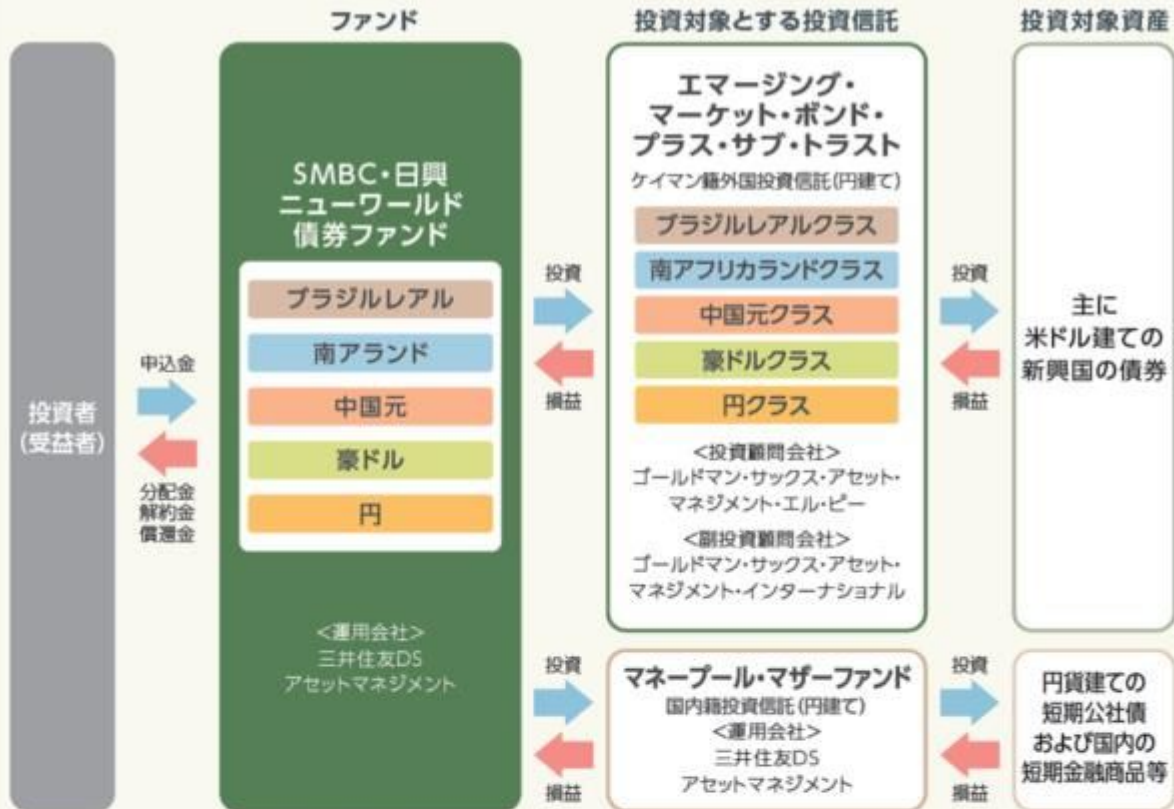 ファンド
投資対象とする投資信託
投資対象資産
投資者
(受益者)
申込金
分配金
解約金
償還金
SMBC・日興
ニューワールド
債券ファンド
ブラジルレアル
南アランド
中国元
豪ドル
円
<運用会社>
三井住友DS
アセットマネジメント
投資
損益
エマージング・
マーケット・ボンド・
プラス・サブ・トラスト
ケイマン籍外国投資信託(円建て)
ブラジルレアルクラス
南アフリカランドクラス
中国元クラス
豪ドルクラス
円クラス
<投資顧問会社>
ゴールドマン・サックス・アセット・
マネジメント・エル・ピー
<副投資顧問会社>
ゴールドマン・サックス・アセット・
マネジメント・インターナショナル
投資
損益
主に
米ドル建ての
新興国の債券
投資
損益
マネープール・マザーファンド
国内籍投資信託(円建て)
<運用会社>
三井住友DS
アセットマネジメント
投資
損益
円貨建ての
短期公社債
および国内の
短期金融商品等